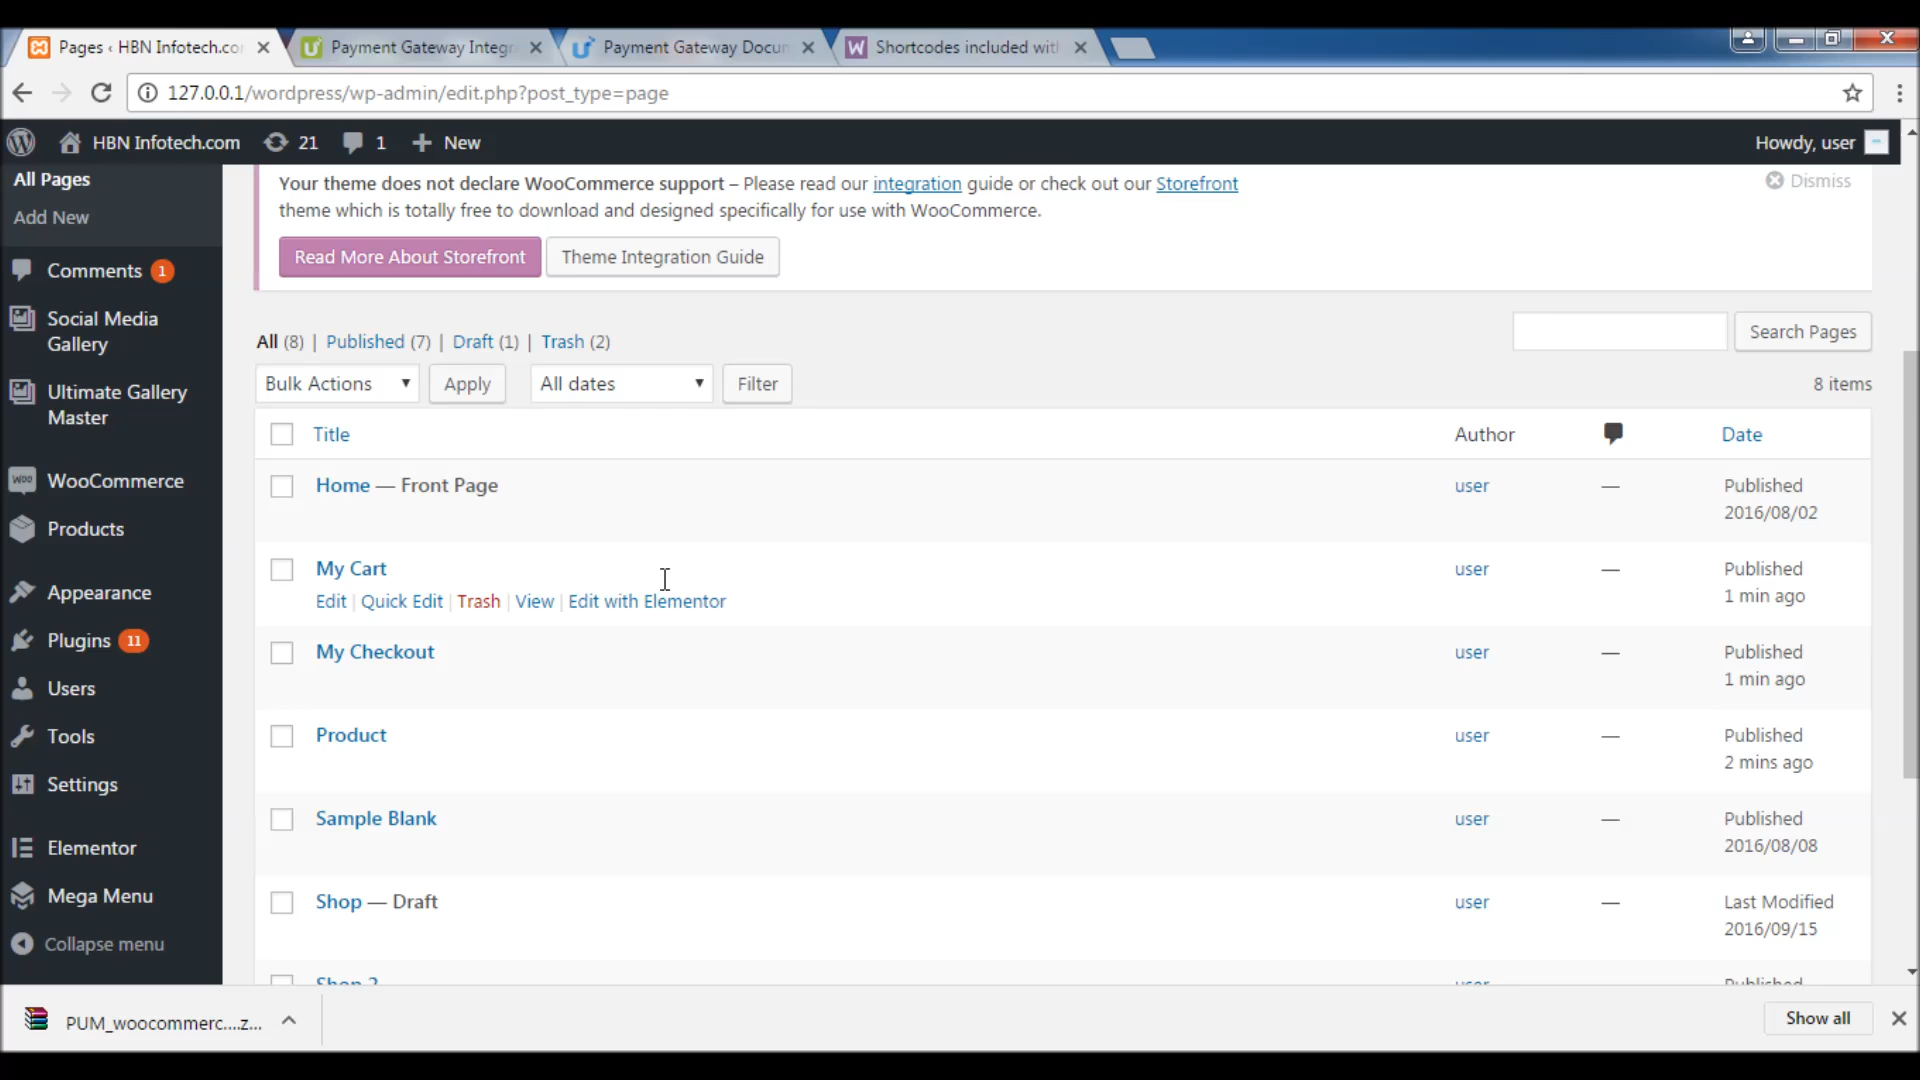 Pages ‹ HBN Infotech.co
Payment Gateway Integr
Payment Gateway Docu
Shortcodes included wit
127.0.0.1/wordpress/wp-admin/edit.php?post_type=page
HBN Infotech.com 21 1 New Howdy, user
All Pages
Add New
Comments 1
Social Media
Gallery
Ultimate Gallery
Master
WooCommerce
Products
Appearance
Plugins 11
Users
Tools
Settings
Elementor
Mega Menu
Collapse menu
Your theme does not declare WooCommerce support – Please read our integration guide or check out our Storefront
theme which is totally free to download and designed specifically for use with WooCommerce.
Dismiss
Read More About Storefront
Theme Integration Guide
All (8) | Published (7) | Draft (1) | Trash (2)
Search Pages
Bulk Actions Apply All dates Filter
8 items
Title Author Date
Home — Front Page user — Published
2016/08/02
My Cart user — Published
1 min ago
Edit | Quick Edit | Trash | View | Edit with Elementor
My Checkout user — Published
1 min ago
Product user — Published
2 mins ago
Sample Blank user — Published
2016/08/08
Shop — Draft user — Last Modified
2016/09/15
Shop 2 user Published
PUM_woocommerc....z...
Show all